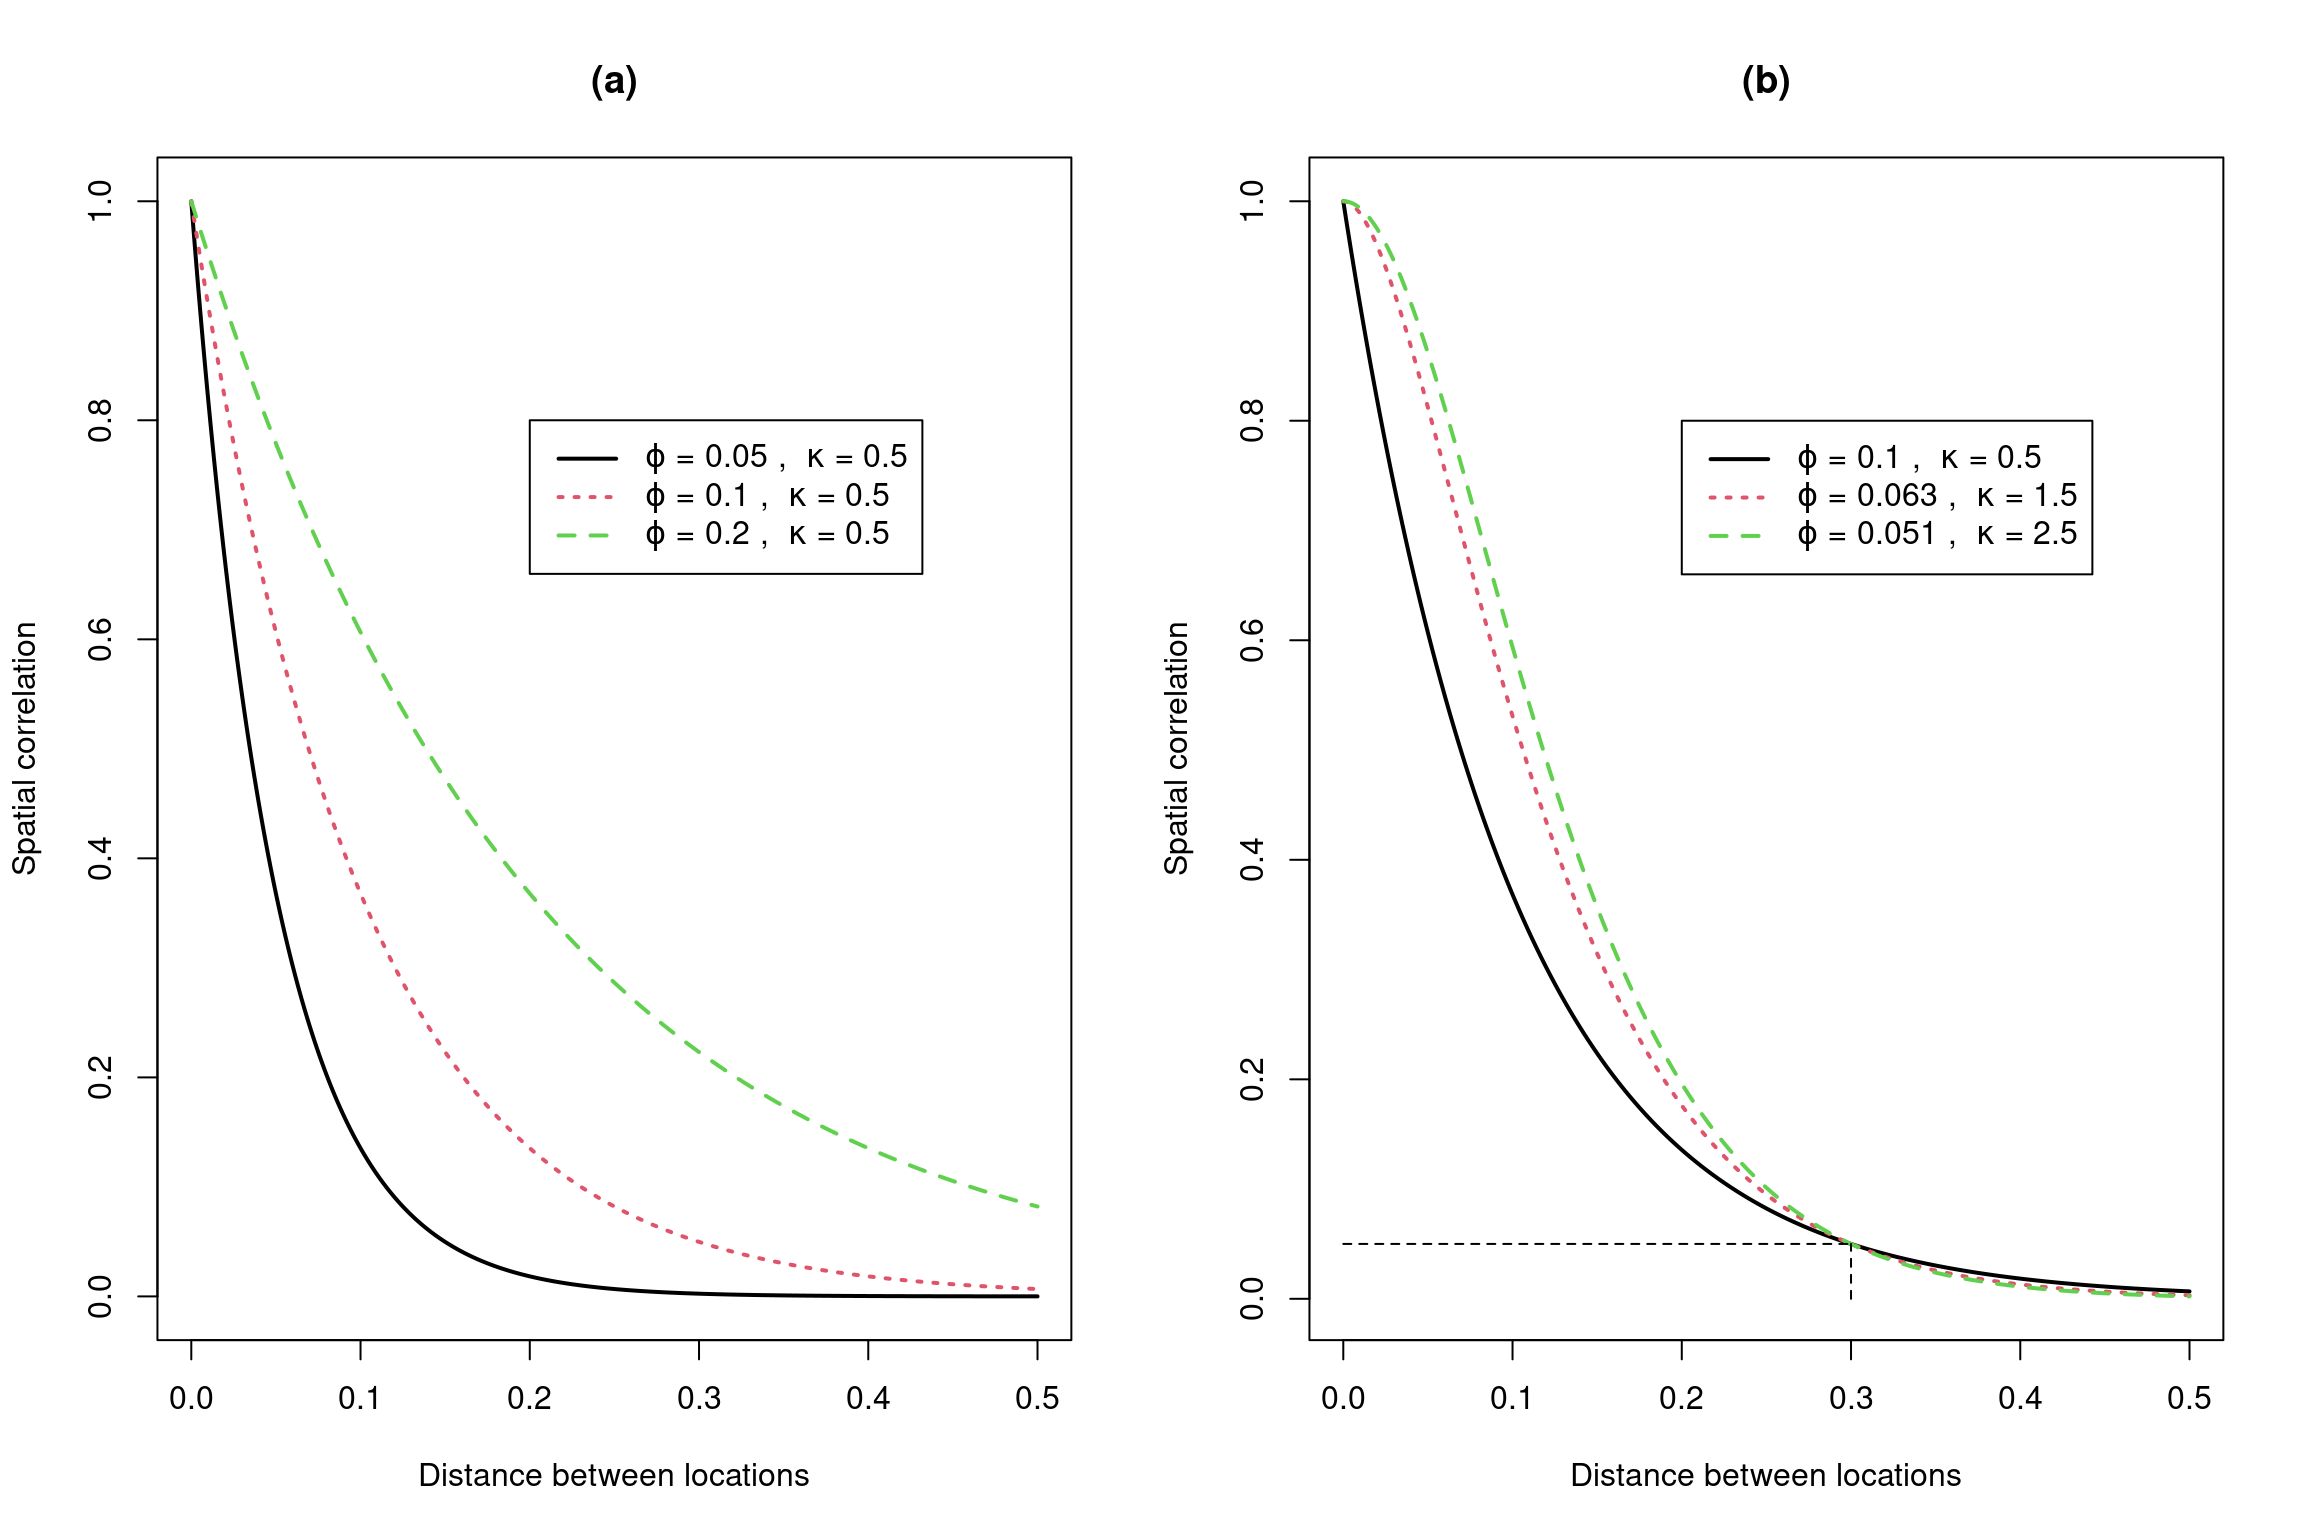 (a)
Spatial correlation
1.0
0.8
0.6
0.4
0.2
0.0
ϕ = 0.05 ,  κ = 0.5
ϕ = 0.1 ,  κ = 0.5
ϕ = 0.2 ,  κ = 0.5
0.0 0.1 0.2 0.3 0.4 0.5
Distance between locations
(b)
Spatial correlation
1.0
0.8
0.6
0.4
0.2
0.0
ϕ = 0.1 ,  κ = 0.5
ϕ = 0.063 ,  κ = 1.5
ϕ = 0.051 ,  κ = 2.5
0.0 0.1 0.2 0.3 0.4 0.5
Distance between locations